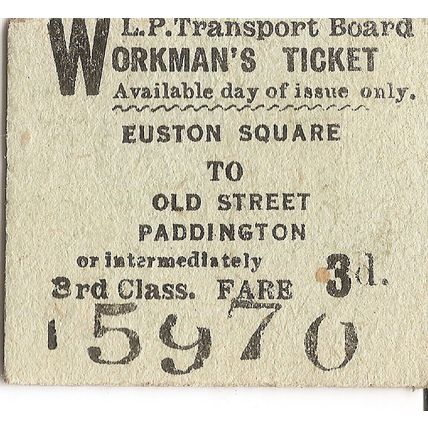 L.P.Transport Board
WORKMAN'S TICKET
Available day of issue only.
EUSTON SQUARE
TO
OLD STREET
PADDINGTON
or intermediately
3rd Class. FARE 3d.
15970